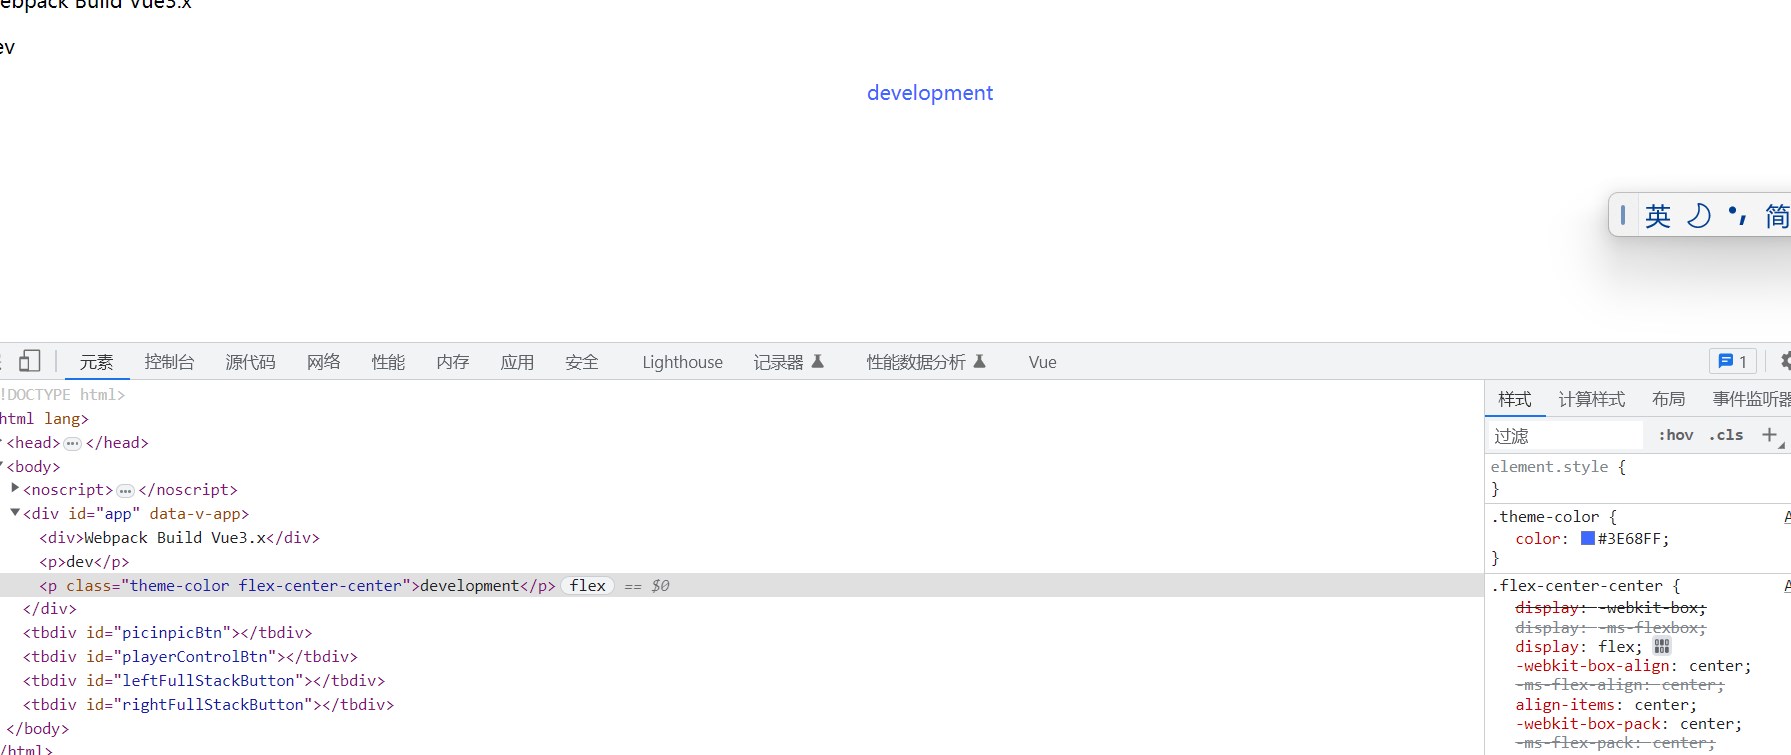 ebpack Build Vue3.x
ev
development
英 简
元素 控制台 源代码 网络 性能 内存 应用 安全 Lighthouse 记录器 性能数据分析 Vue 1
!DOCTYPE html>
html lang>
<head>…</head>
<body>
<noscript>…</noscript>
<div id="app" data-v-app>
<div>Webpack Build Vue3.x</div>
<p>dev</p>
<p class="theme-color flex-center-center">development</p> flex == $0
</div>
<tbdiv id="picinpicBtn"></tbdiv>
<tbdiv id="playerControlBtn"></tbdiv>
<tbdiv id="leftFullStackButton"></tbdiv>
<tbdiv id="rightFullStackButton"></tbdiv>
</body>
/html>
样式 计算样式 布局 事件监听器
过滤 :hov .cls +
element.style {
}
.theme-color {
color: #3E68FF;
}
.flex-center-center {
display: -webkit-box;
display: -ms-flexbox;
display: flex;
-webkit-box-align: center;
-ms-flex-align: center;
align-items: center;
-webkit-box-pack: center;
-ms-flex-pack: center;